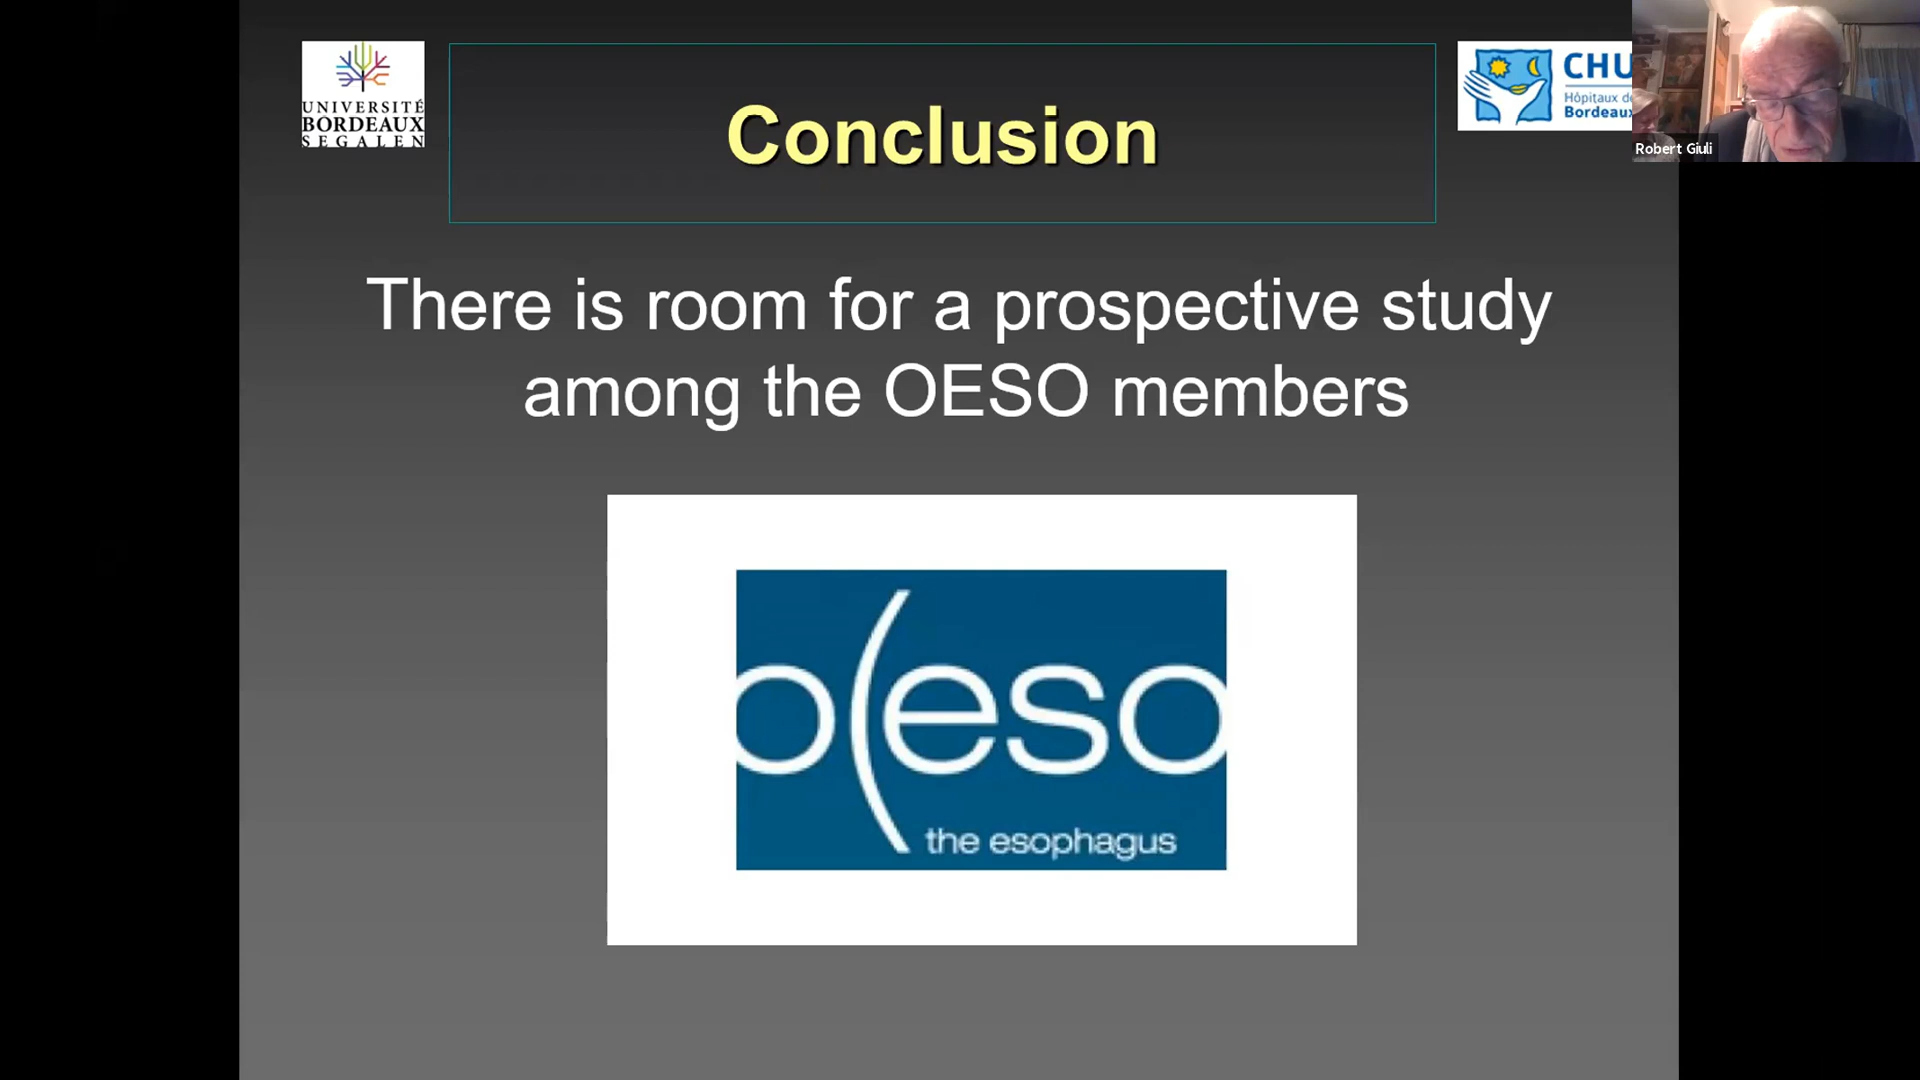 UNIVERSITÉ
BORDEAUX
SEGALEN
Conclusion
CHU
Hôpitaux de
Bordeaux
Robert Giuli
There is room for a prospective study
among the OESO members
oeso
the esophagus